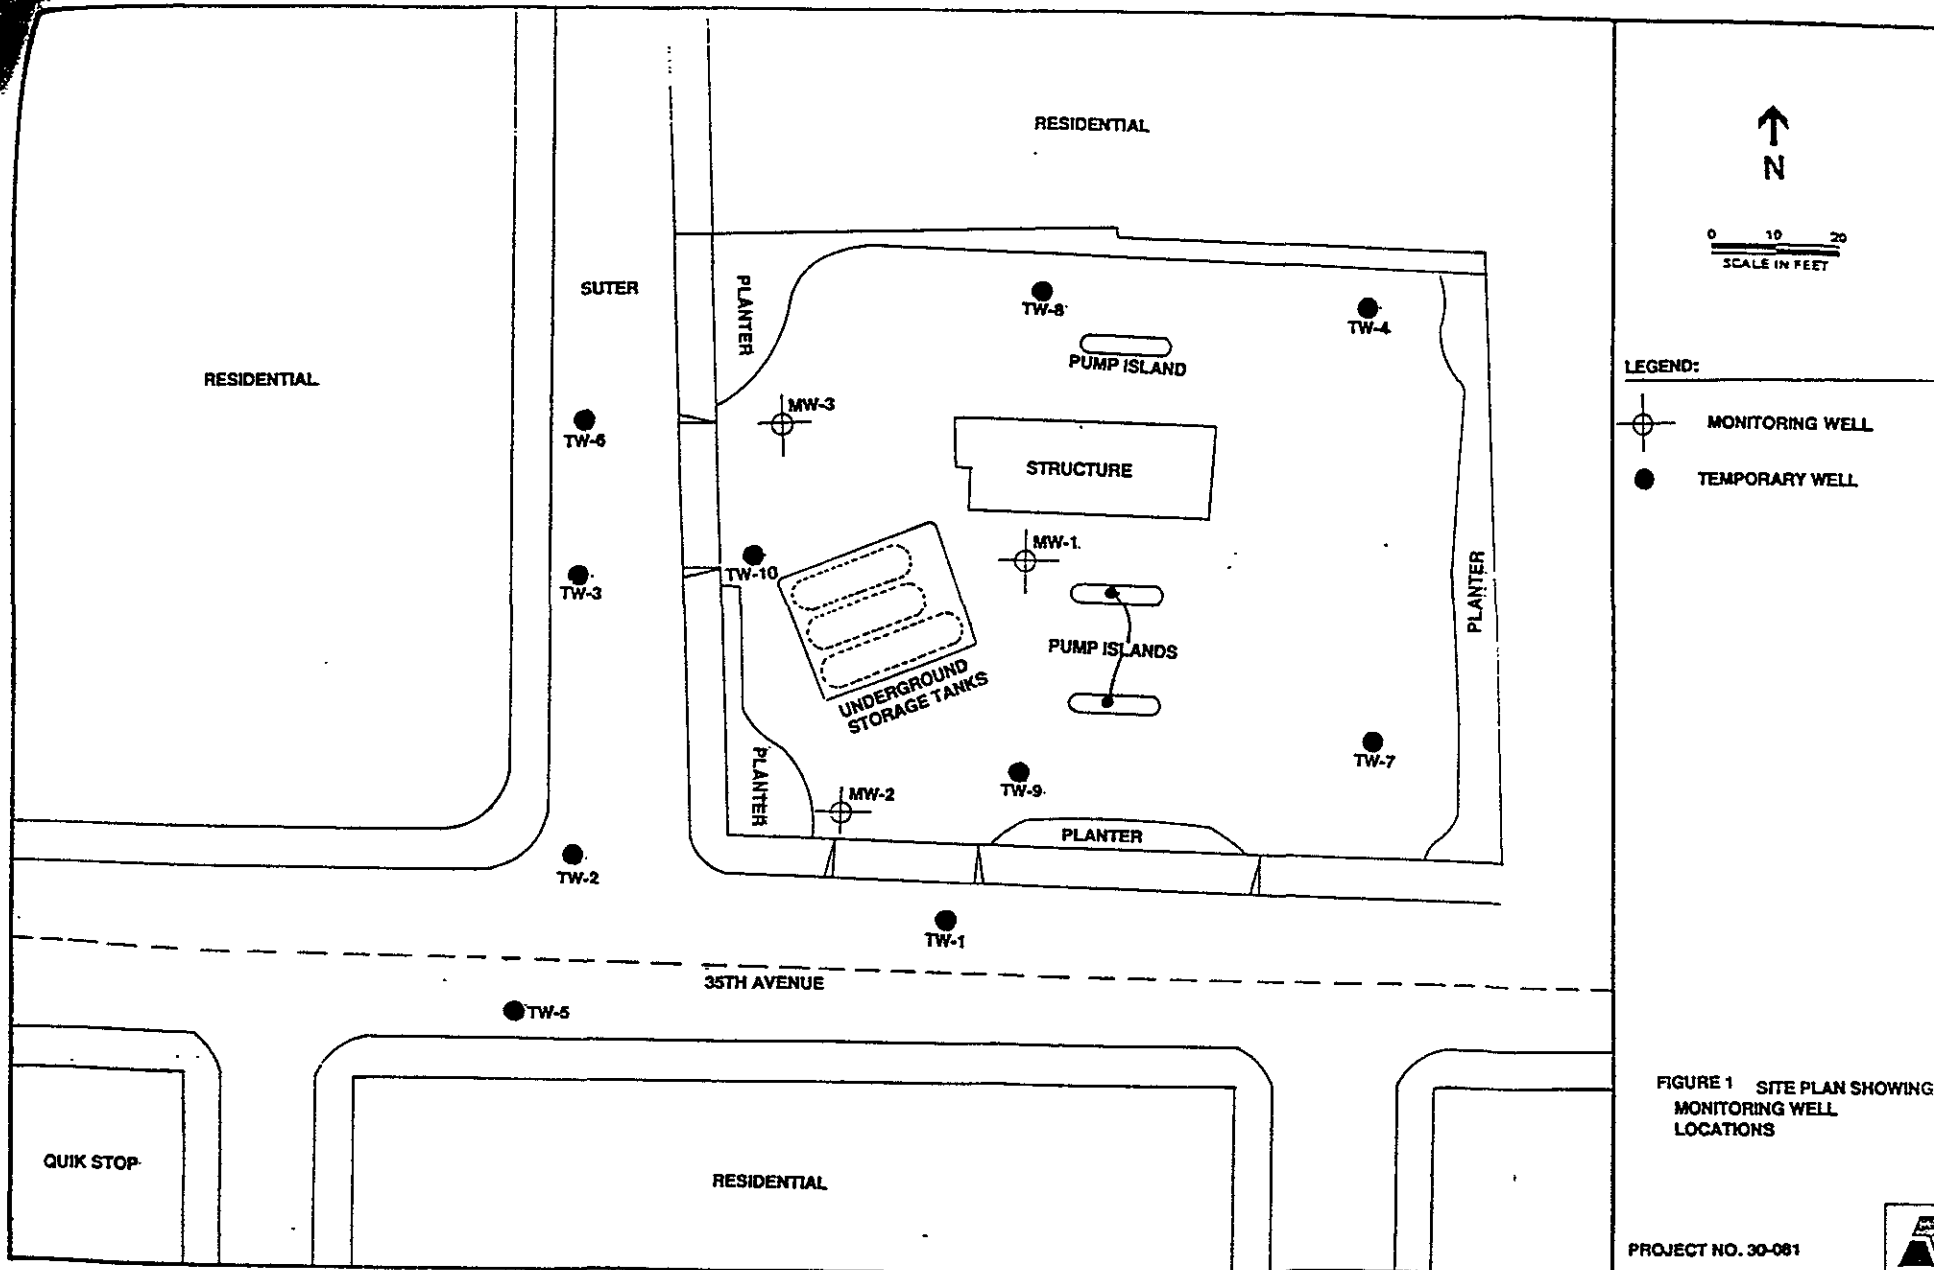 RESIDENTIAL
N
0 10 20
SCALE IN FEET
SUTER
PLANTER
TW-8
TW-4
PUMP ISLAND
LEGEND:
RESIDENTIAL
MW-3
MONITORING WELL
TW-6
STRUCTURE
TEMPORARY WELL
MW-1
TW-10
TW-3
PLANTER
PUMP ISLANDS
UNDERGROUND
STORAGE TANKS
TW-7
PLANTER
MW-2
TW-9
PLANTER
TW-2
TW-1
35TH AVENUE
TW-5
FIGURE 1 SITE PLAN SHOWING
MONITORING WELL
LOCATIONS
QUIK STOP
RESIDENTIAL
PROJECT NO. 30-081